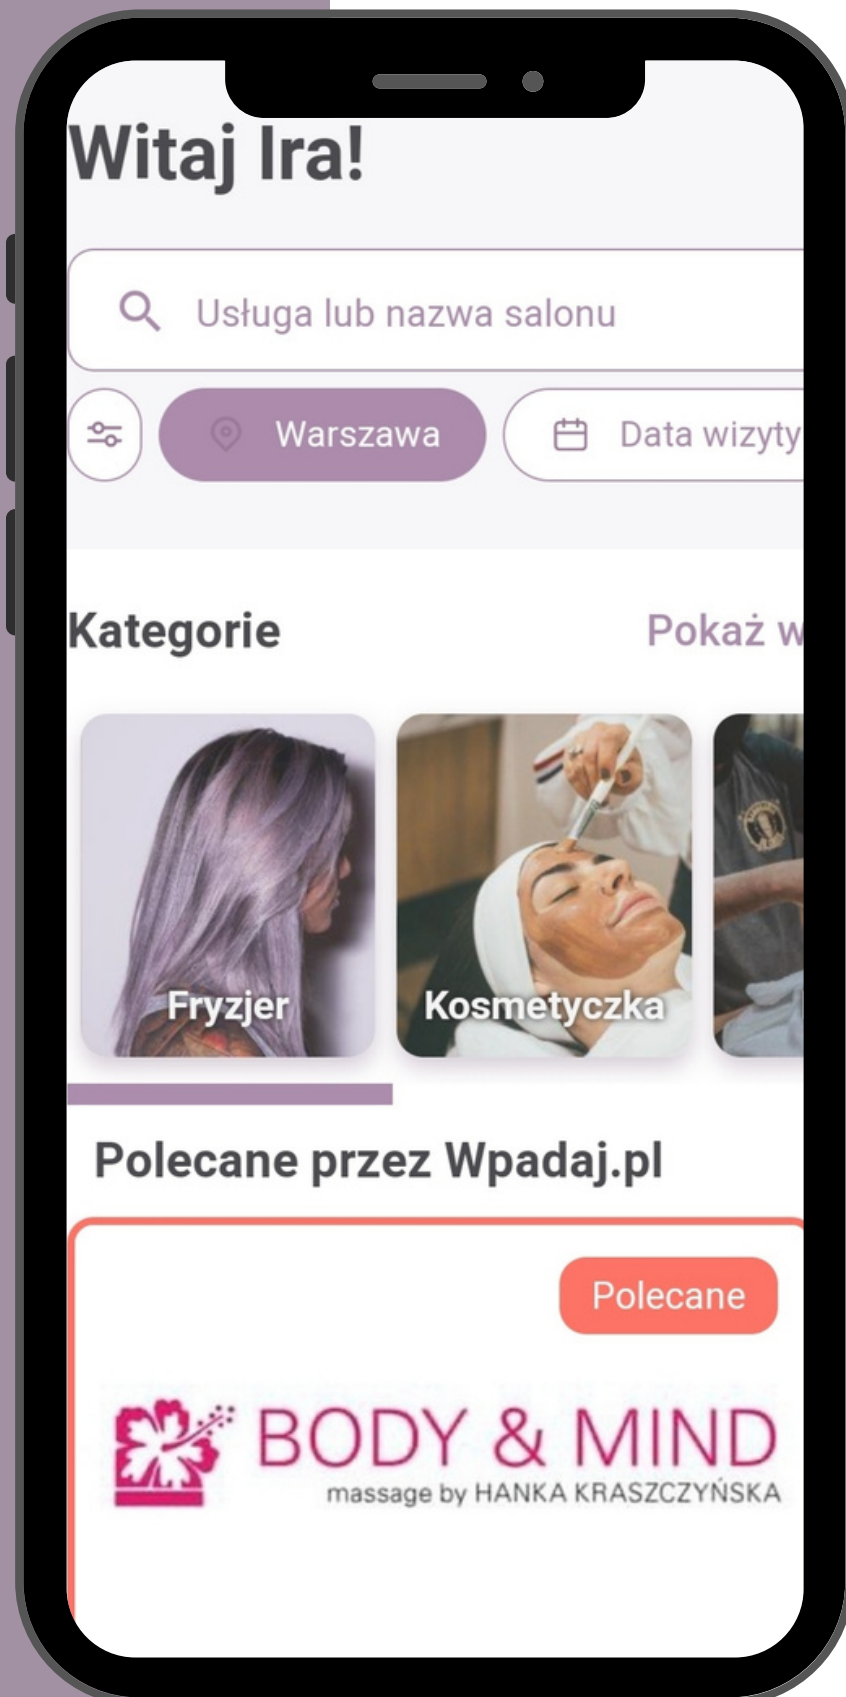 Witaj Ira!
Usługa lub nazwa salonu
Warszawa
Data wizyty
Kategorie
Pokaż w
Fryzjer
Kosmetyczka
Polecane przez Wpadaj.pl
Polecane
BODY & MIND
massage by HANKA KRASZCZYŃSKA